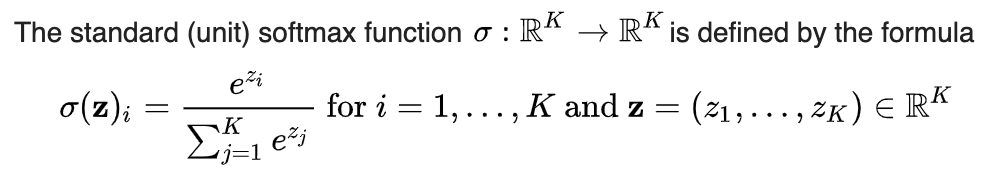 The standard (unit) softmax function σ : ℝ^K → ℝ^K is defined by the formula
σ(𝐳)_i = e^{z_i} / ∑_{j=1}^{K} e^{z_j} for i = 1, . . . , K and 𝐳 = (z_1, . . . , z_K) ∈ ℝ^K